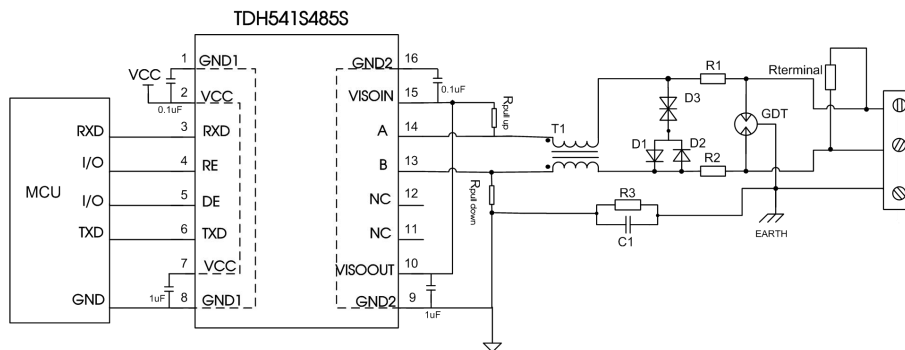 TDH541S485S
1 GND1 GND2 16
VCC 0.1uF 0.1uF
2 VCC VISOIN 15
MCU
RXD 3 RXD A 14
I/O 4 RE B 13
I/O 5 DE NC 12
TXD 6 TXD NC 11
7 VCC VISOOUT 10
1uF 1uF
GND 8 GND1 GND2 9
Rpull up
Rpull down
T1
D3
D1 D2
R1
R2
GDT
Rterminal
R3
C1
EARTH